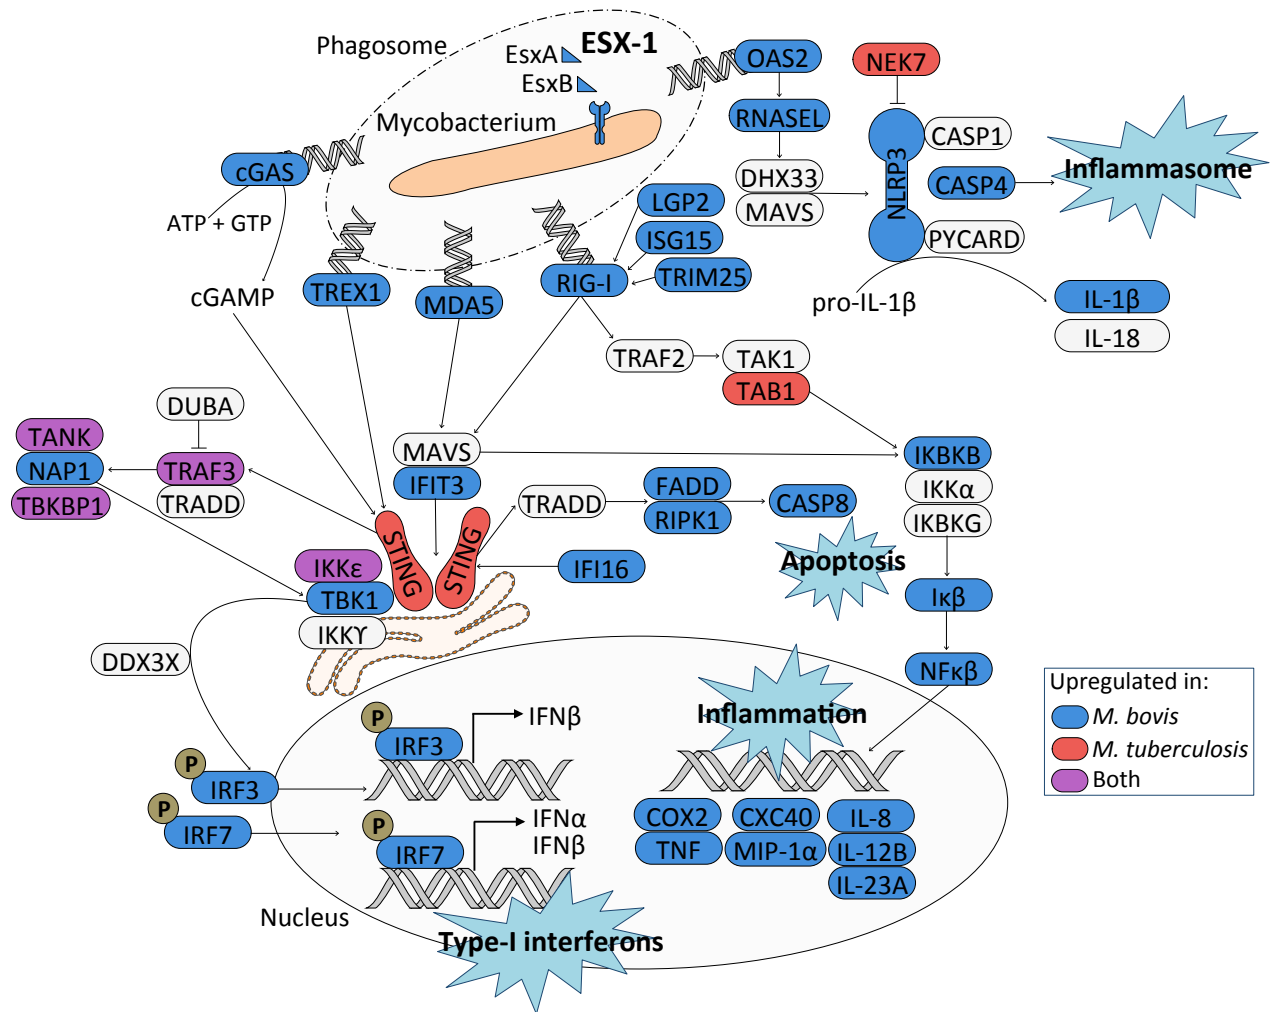 Phagosome
ESX-1
EsxA
EsxB
Mycobacterium
OAS2
NEK7
RNASEL
CASP1
NLRP3
Inflammasome
cGAS
DHX33
MAVS
CASP4
ATP + GTP
LGP2
ISG15
PYCARD
TRIM25
RIG-I
TREX1
MDA5
cGAMP
pro-IL-1β
IL-1β
IL-18
TRAF2
TAK1
TAB1
DUBA
TANK
NAP1
TBKBP1
TRAF3
TRADD
MAVS
IFIT3
IKBKB
IKKα
IKBKG
TRADD
FADD
RIPK1
CASP8
STING
STING
Apoptosis
IKKε
TBK1
IKKϒ
IFI16
Iκβ
DDX3X
NFκβ
Upregulated in:
M. bovis
M. tuberculosis
Both
Inflammation
P
IRF3
IFNβ
P
IRF3
P
IRF7
P
IRF7
IFNα
IFNβ
COX2
TNF
CXC40
MIP-1α
IL-8
IL-12B
IL-23A
Nucleus
Type-I interferons